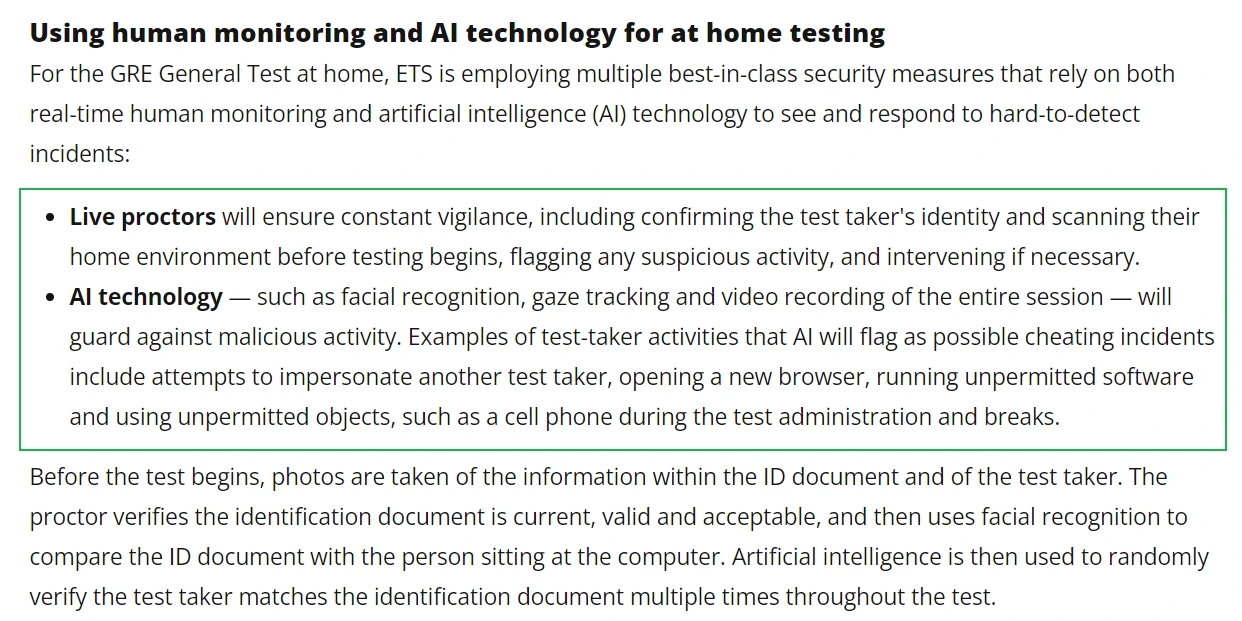 Using human monitoring and AI technology for at home testing
For the GRE General Test at home, ETS is employing multiple best-in-class security measures that rely on both
real-time human monitoring and artificial intelligence (AI) technology to see and respond to hard-to-detect
incidents:
• Live proctors will ensure constant vigilance, including confirming the test taker's identity and scanning their
home environment before testing begins, flagging any suspicious activity, and intervening if necessary.
• AI technology — such as facial recognition, gaze tracking and video recording of the entire session — will
guard against malicious activity. Examples of test-taker activities that AI will flag as possible cheating incidents
include attempts to impersonate another test taker, opening a new browser, running unpermitted software
and using unpermitted objects, such as a cell phone during the test administration and breaks.
Before the test begins, photos are taken of the information within the ID document and of the test taker. The
proctor verifies the identification document is current, valid and acceptable, and then uses facial recognition to
compare the ID document with the person sitting at the computer. Artificial intelligence is then used to randomly
verify the test taker matches the identification document multiple times throughout the test.